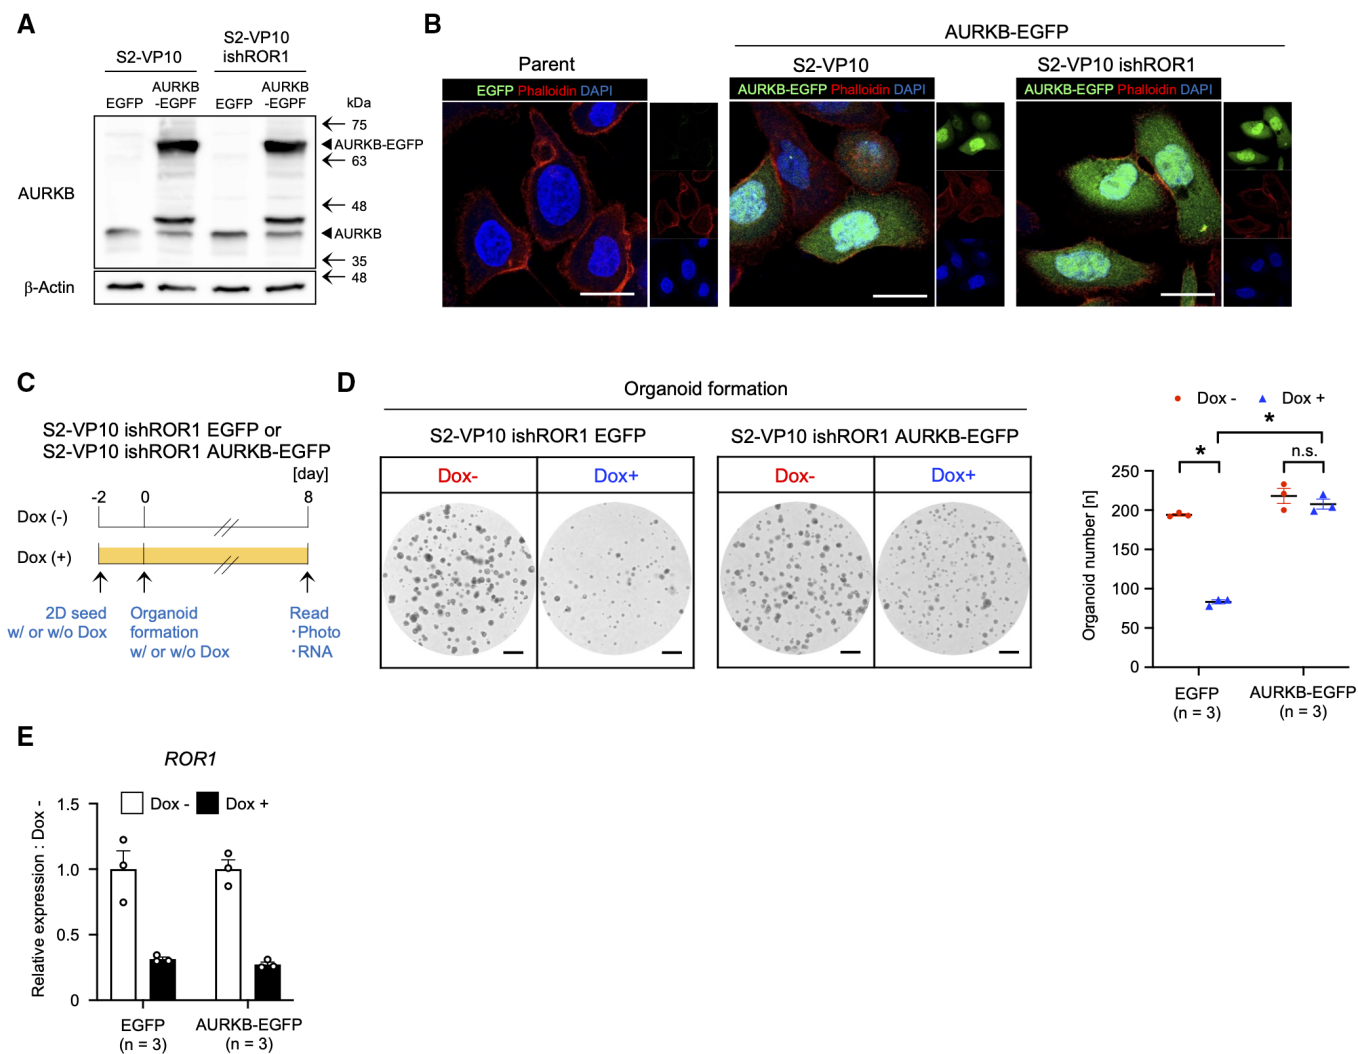 A
S2-VP10
S2-VP10
ishROR1
EGFP
AURKB
-EGPF
EGFP
AURKB
-EGPF
kDa
75
AURKB-EGFP
63
48
AURKB
35
48
AURKB
β-Actin
B
AURKB-EGFP
Parent
S2-VP10
S2-VP10 ishROR1
EGFP Phalloidin DAPI
AURKB-EGFP Phalloidin DAPI
AURKB-EGFP Phalloidin DAPI
C
S2-VP10 ishROR1 EGFP or
S2-VP10 ishROR1 AURKB-EGFP
[day]
-2
0
8
Dox (-)
Dox (+)
2D seed
w/ or w/o Dox
Organoid
formation
w/ or w/o Dox
Read
・Photo
・RNA
D
Organoid formation
S2-VP10 ishROR1 EGFP
S2-VP10 ishROR1 AURKB-EGFP
Dox-
Dox+
Dox-
Dox+
Dox -
Dox +
*
*
n.s.
Organoid number [n]
250
200
150
100
50
0
EGFP
(n = 3)
AURKB-EGFP
(n = 3)
E
ROR1
Dox -
Dox +
Relative expression : Dox -
1.5
1.0
0.5
0
EGFP
(n = 3)
AURKB-EGFP
(n = 3)